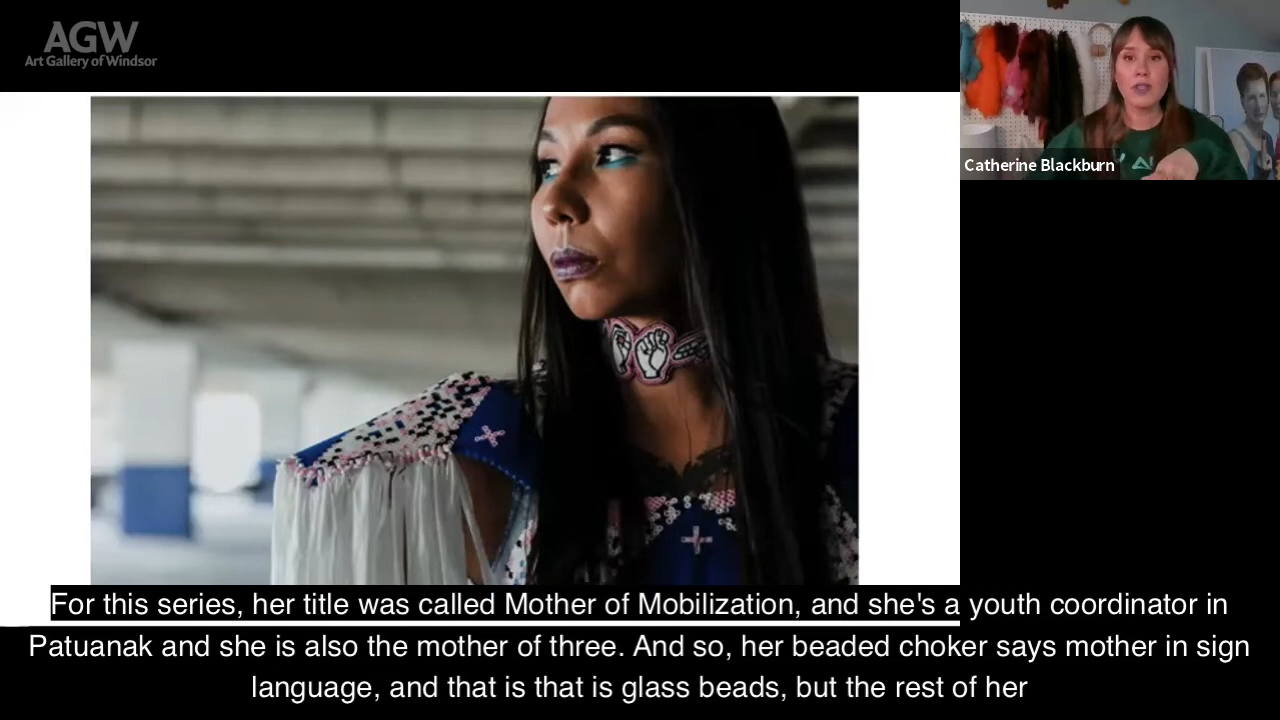 AGW
Art Gallery of Windsor
Catherine Blackburn
For this series, her title was called Mother of Mobilization, and she's a youth coordinator in
Patuanak and she is also the mother of three. And so, her beaded choker says mother in sign
language, and that is that is glass beads, but the rest of her